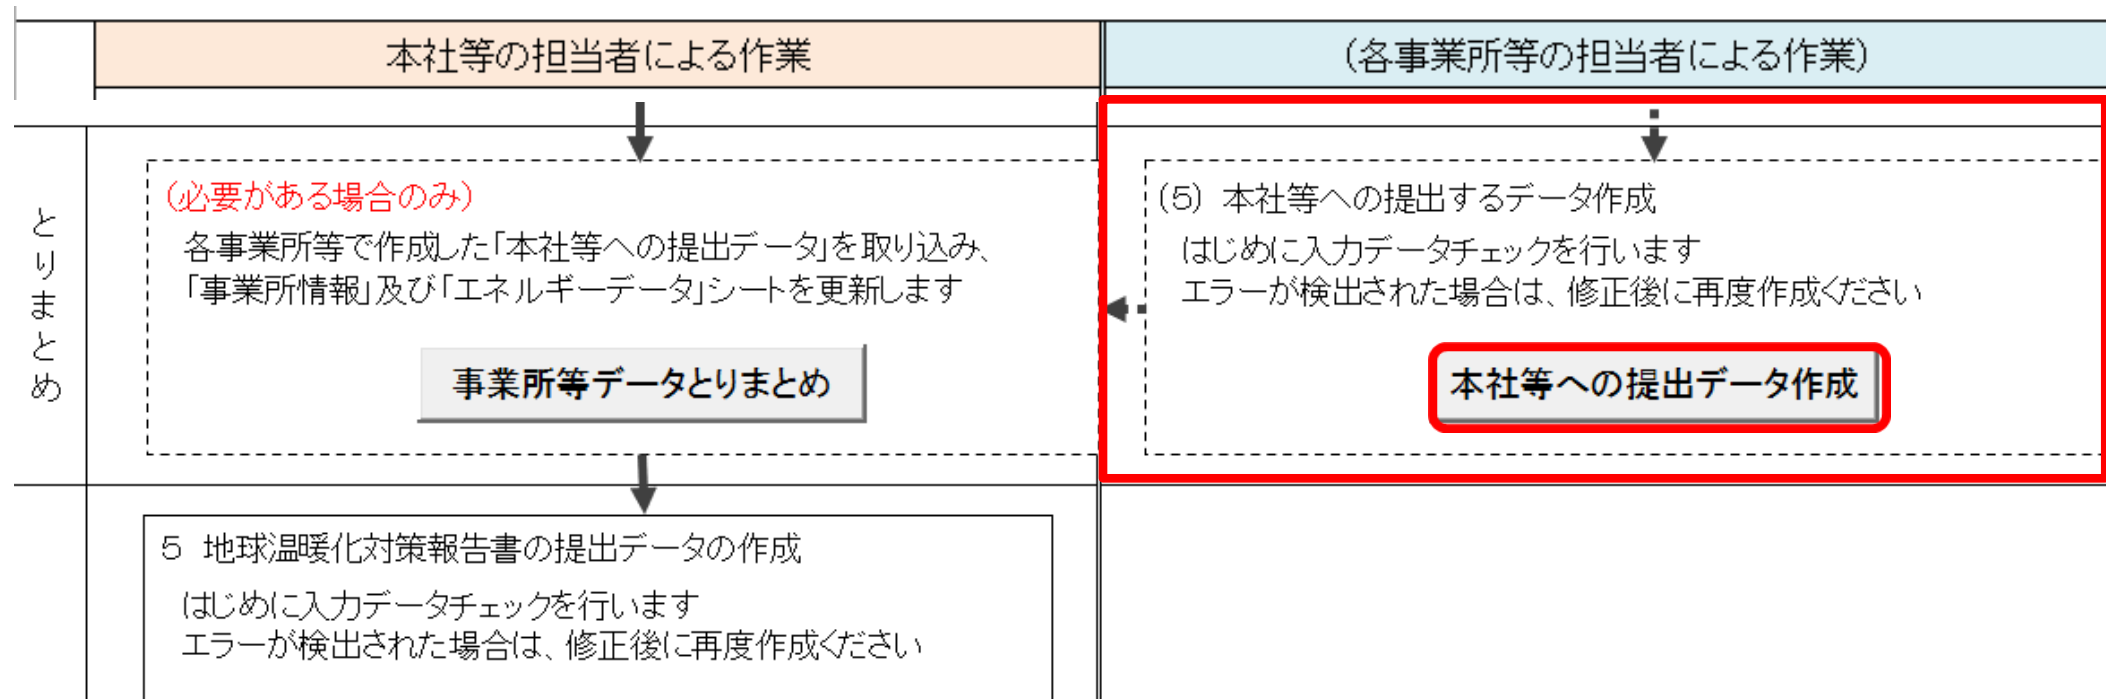 本社等の担当者による作業
（各事業所等の担当者による作業）
とりまとめ
（必要がある場合のみ）
各事業所等で作成した「本社等への提出データ」を取り込み、
「事業所情報」及び「エネルギーデータ」シートを更新します
事業所等データとりまとめ
（5）本社等への提出するデータ作成
はじめに入力データチェックを行います
エラーが検出された場合は、修正後に再度作成ください
本社等への提出データ作成
5 地球温暖化対策報告書の提出データの作成
はじめに入力データチェックを行います
エラーが検出された場合は、修正後に再度作成ください